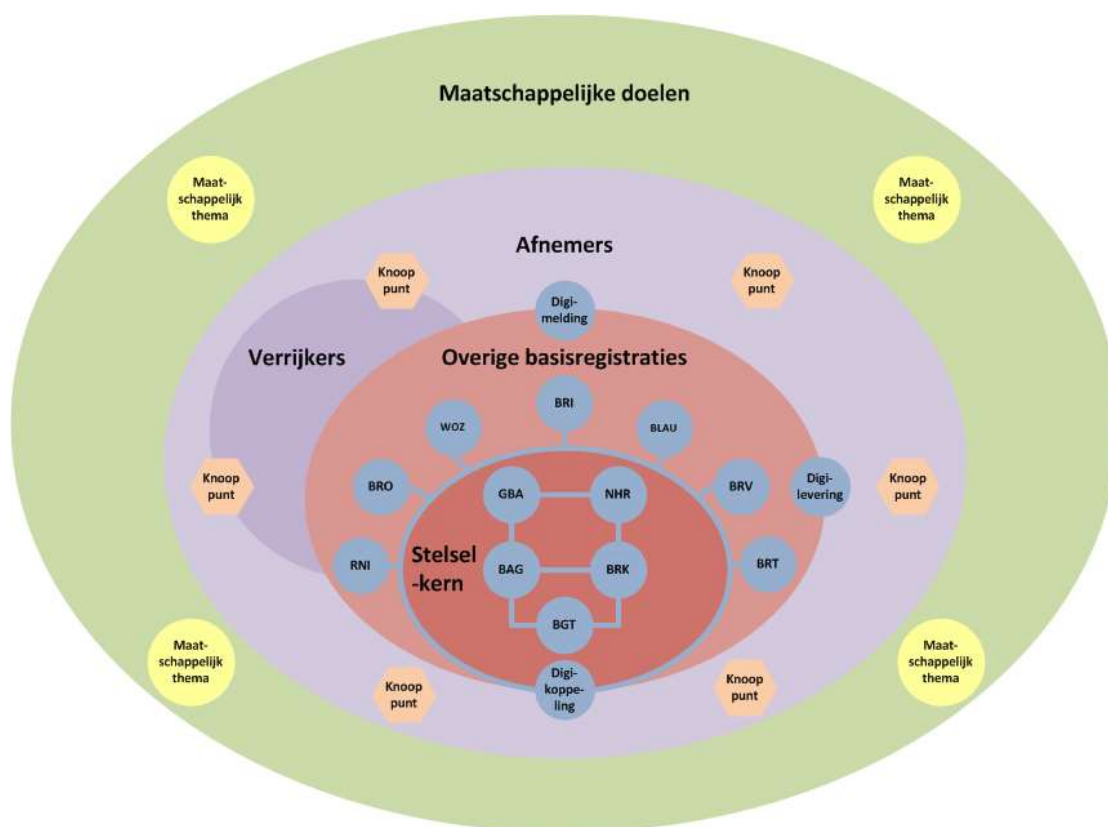 Maatschappelijke doelen
Maat-
schappelijk
thema
Maat-
schappelijk
thema
Afnemers
Knoop
punt
Knoop
punt
Digi-
melding
Verrijkers
Overige basisregistraties
BRI
WOZ
BLAU
Knoop
punt
BRO
GBA
NHR
BRV
Digi-
levering
Knoop
punt
RNI
Stelsel
-kern
BAG
BRK
BRT
BGT
Maat-
schappelijk
thema
Knoop
punt
Digi-
koppe-
ling
Knoop
punt
Maat-
schappelijk
thema